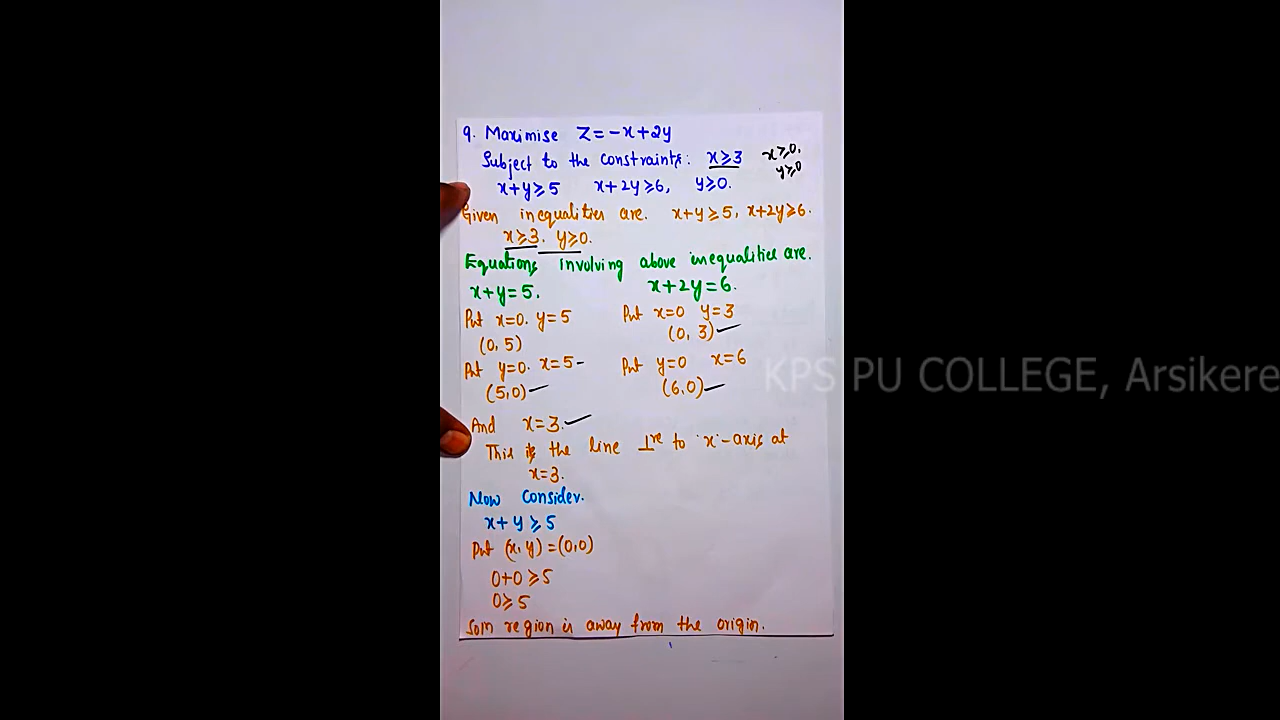 9. Maximise Z=-x+2y
Subject to the constraints: x≥3 x≥0,
y≥0
x+y≥5 x+2y≥6, y≥0.
Given inequalities are. x+y≥5, x+2y≥6.
x≥3. y≥0.
Equations involving above inequalities are.
x+y=5. x+2y=6.
Put x=0. y=5 Put x=0 y=3
(0,5) (0,3)
Put y=0. x=5 Put y=0 x=6
(5,0) (6,0)
And x=3.
This is the line ⊥re to 'x'-axis at
x=3.
Now consider.
x+y≥5
Put (x,y)=(0,0)
0+0≥5
0≥5
Soln region is away from the origin.
KPS PU COLLEGE, Arsikere